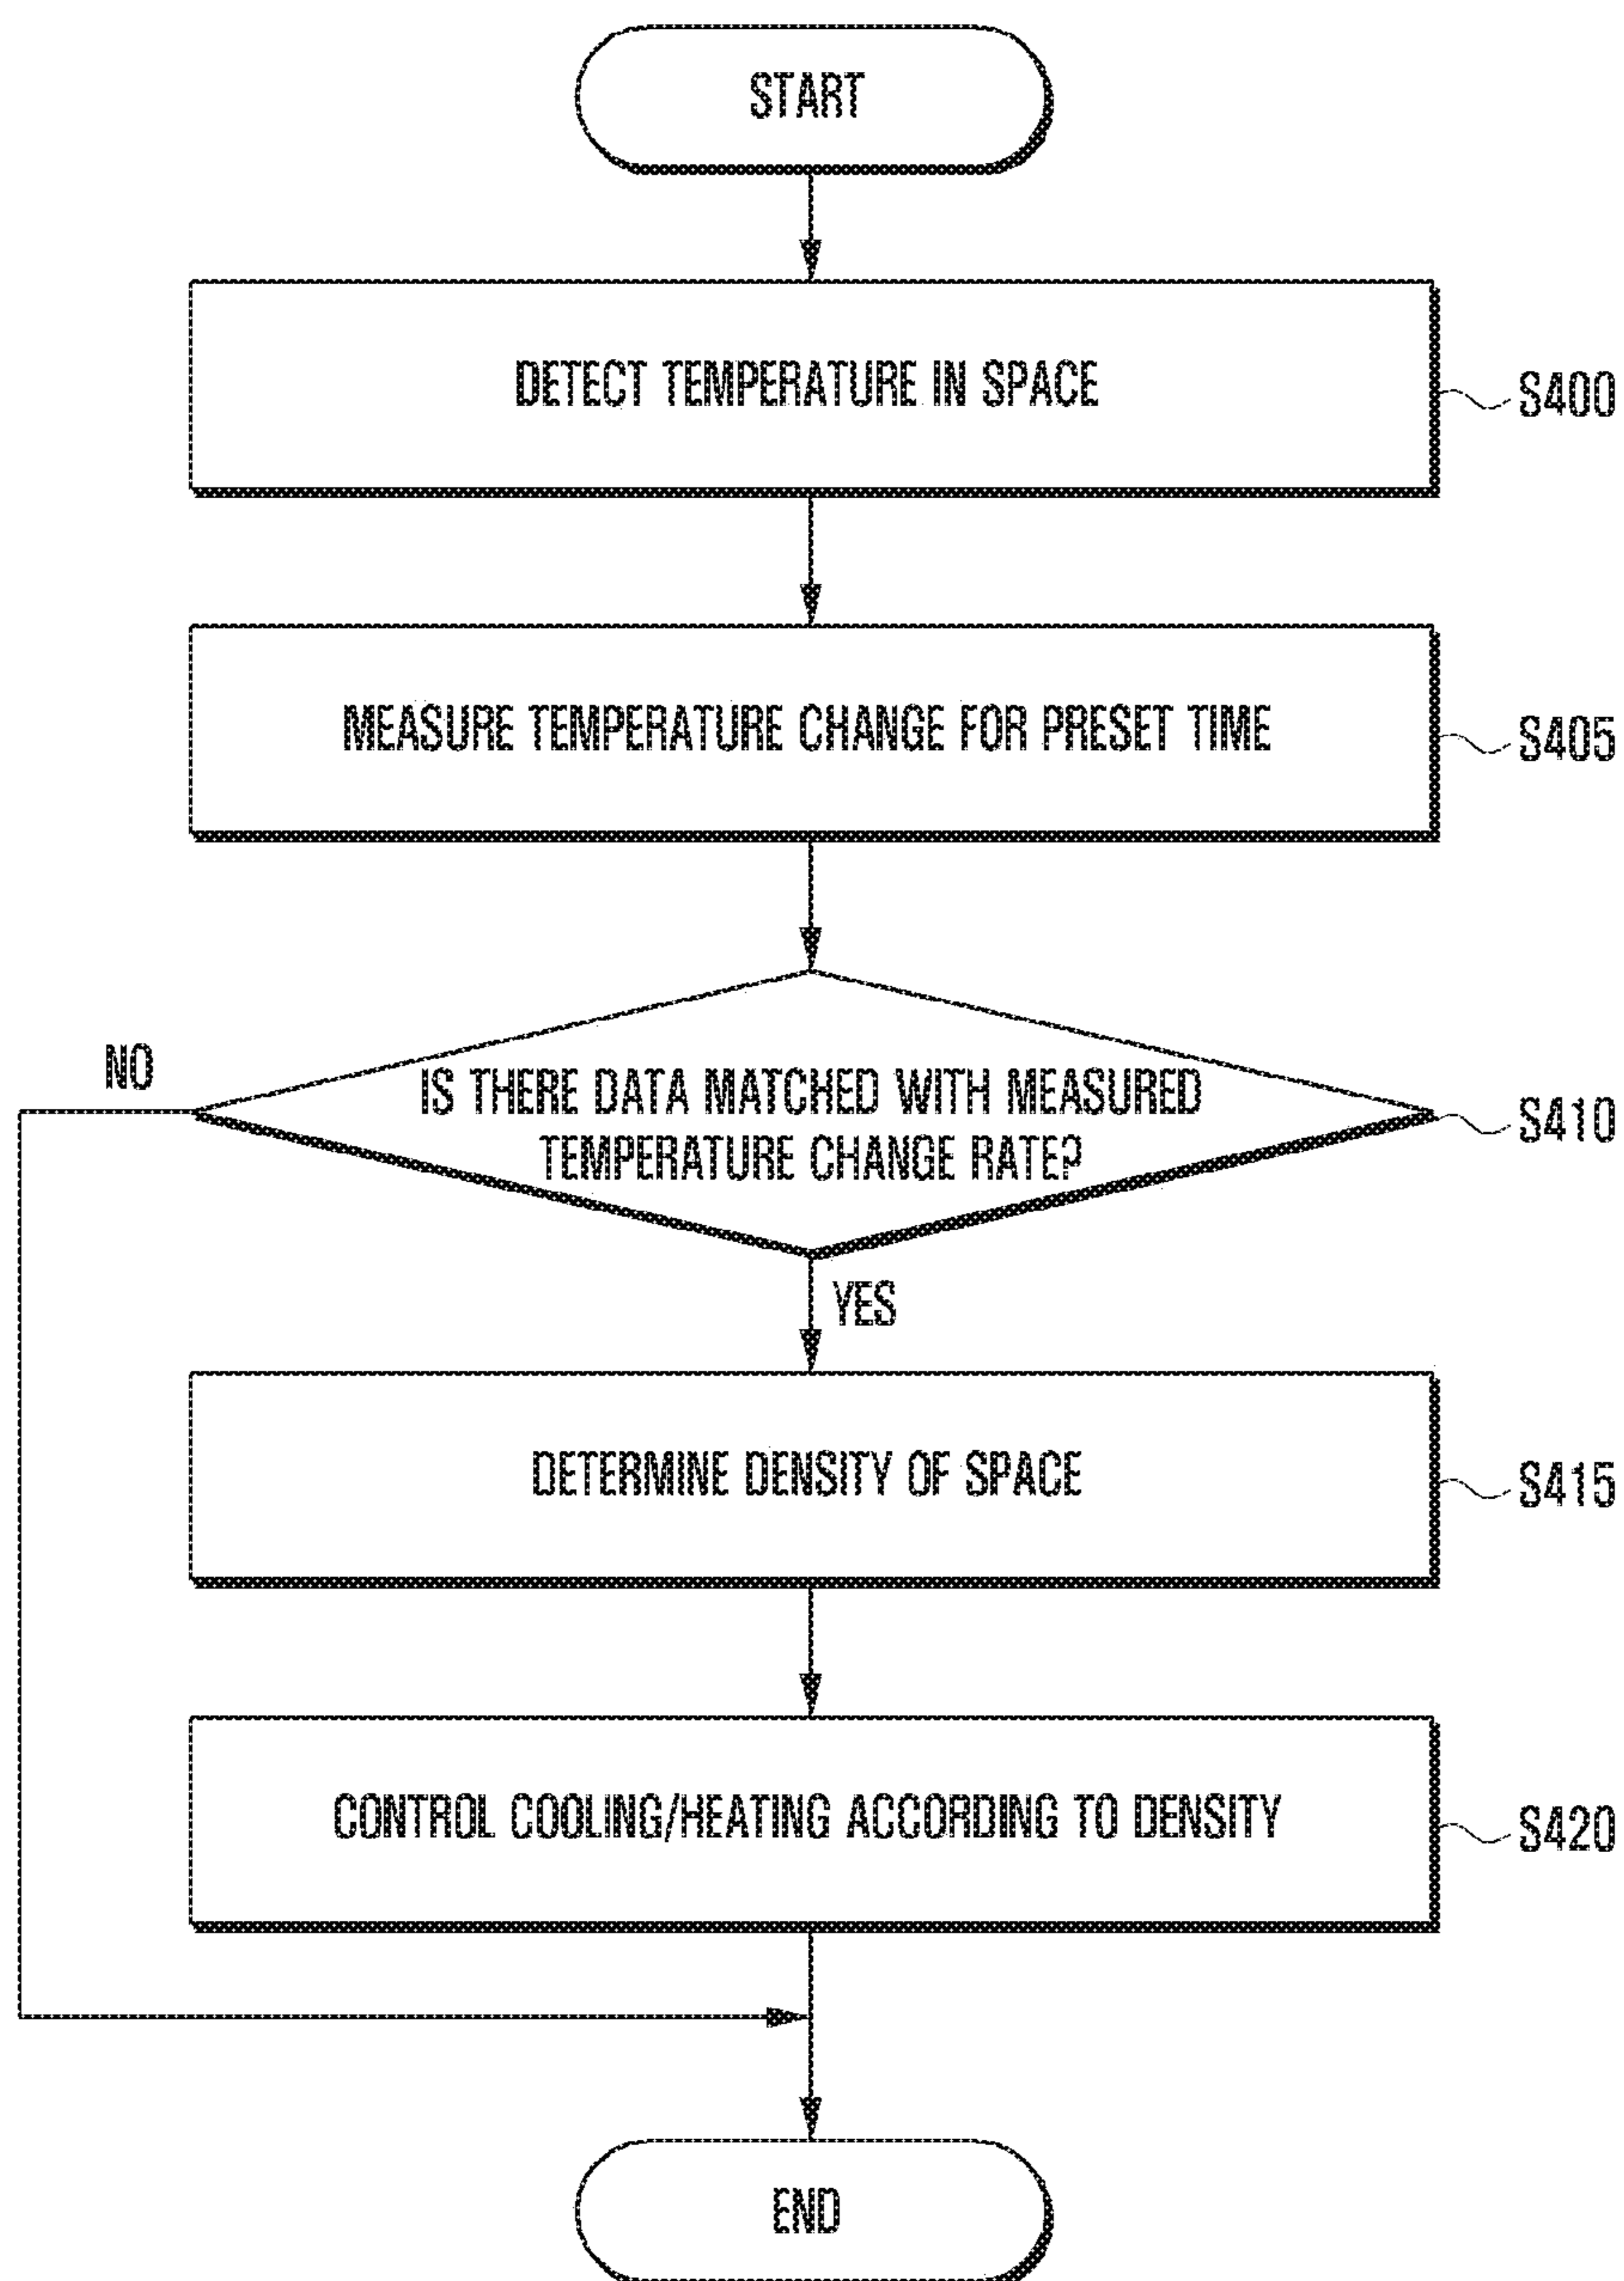 START
DETECT TEMPERATURE IN SPACE
S400
MEASURE TEMPERATURE CHANGE FOR PRESET TIME
S405
NO
IS THERE DATA MATCHED WITH MEASURED
TEMPERATURE CHANGE RATE?
S410
YES
DETERMINE DENSITY OF SPACE
S415
CONTROL COOLING/HEATING ACCORDING TO DENSITY
S420
END